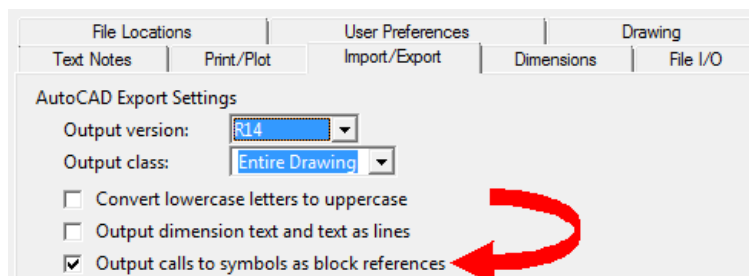 File Locations User Preferences Drawing
Text Notes Print/Plot Import/Export Dimensions File I/O
AutoCAD Export Settings
Output version: R14
Output class: Entire Drawing
Convert lowercase letters to uppercase
Output dimension text and text as lines
Output calls to symbols as block references